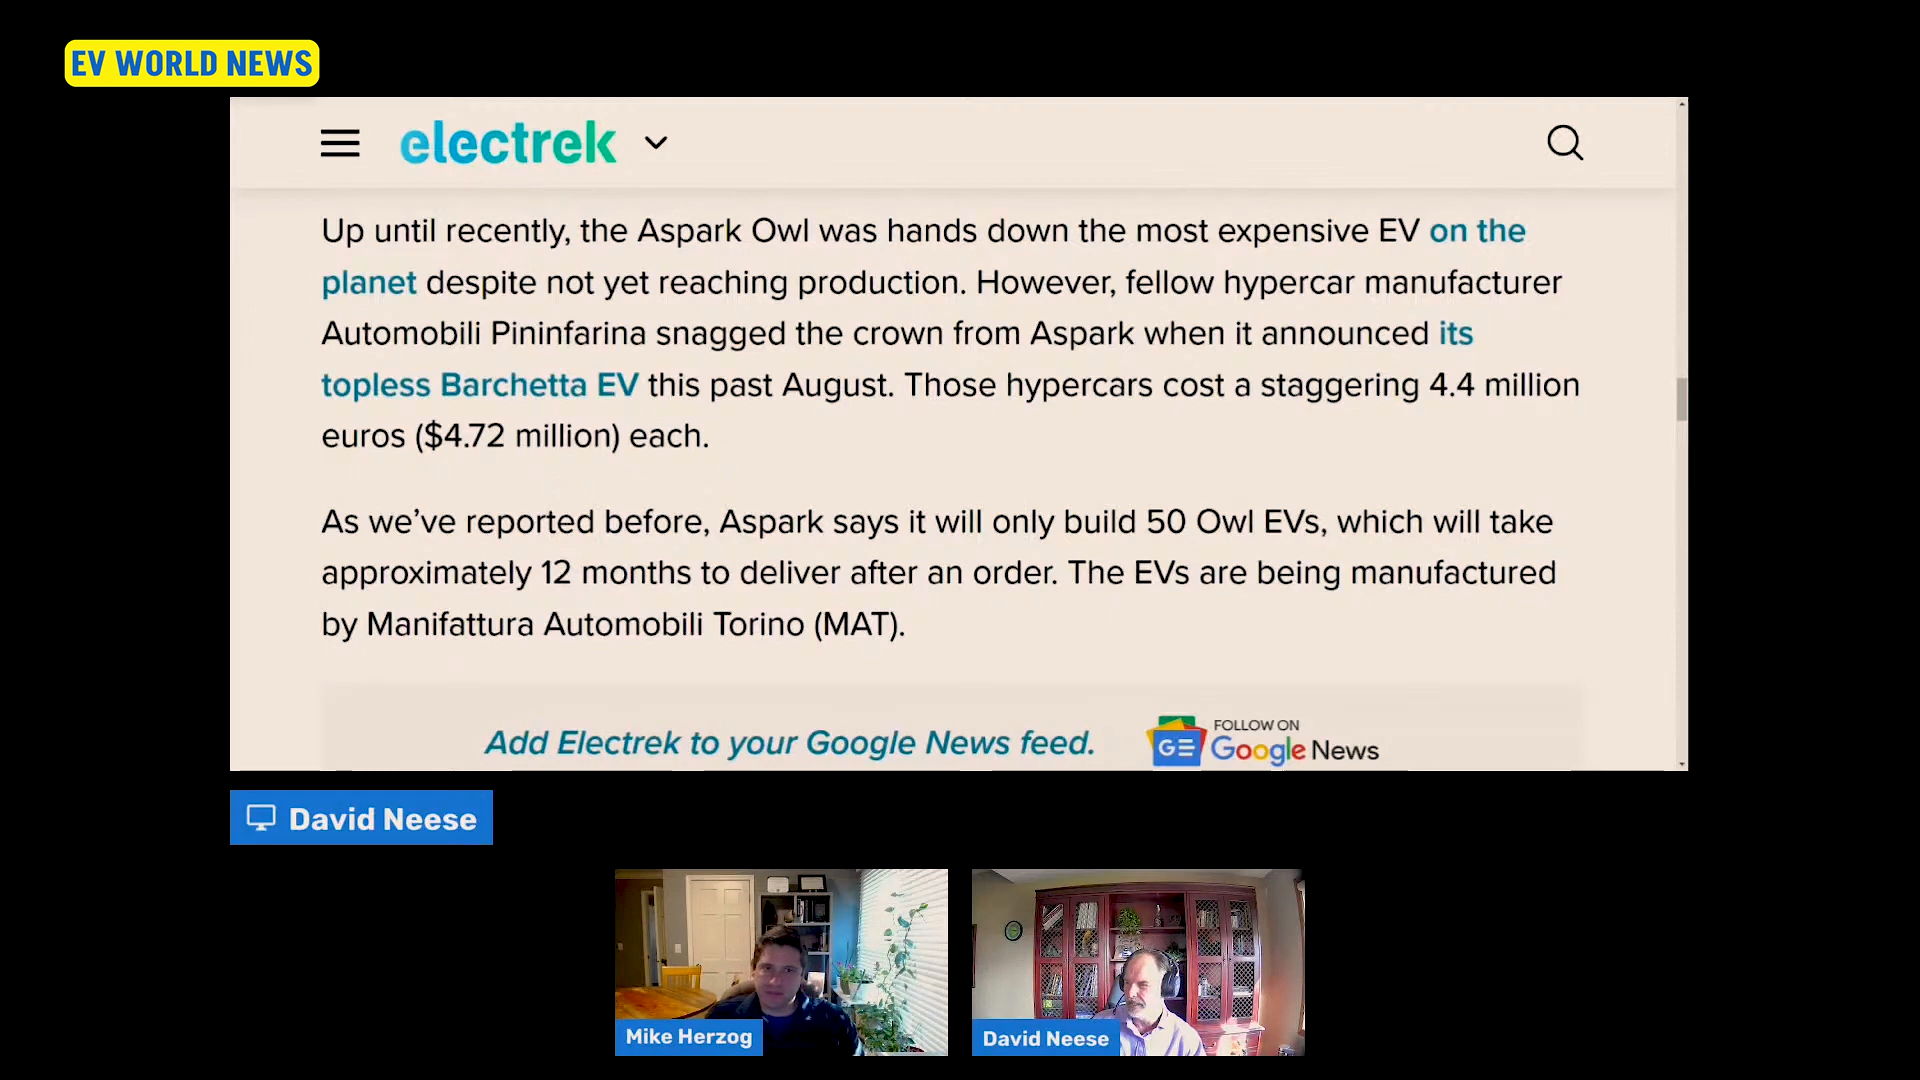 EV WORLD NEWS
electrek
Up until recently, the Aspark Owl was hands down the most expensive EV on the
planet despite not yet reaching production. However, fellow hypercar manufacturer
Automobili Pininfarina snagged the crown from Aspark when it announced its
topless Barchetta EV this past August. Those hypercars cost a staggering 4.4 million
euros ($4.72 million) each.
As we’ve reported before, Aspark says it will only build 50 Owl EVs, which will take
approximately 12 months to deliver after an order. The EVs are being manufactured
by Manifattura Automobili Torino (MAT).
Add Electrek to your Google News feed.
FOLLOW ON
GE Google News
David Neese
Mike Herzog
David Neese